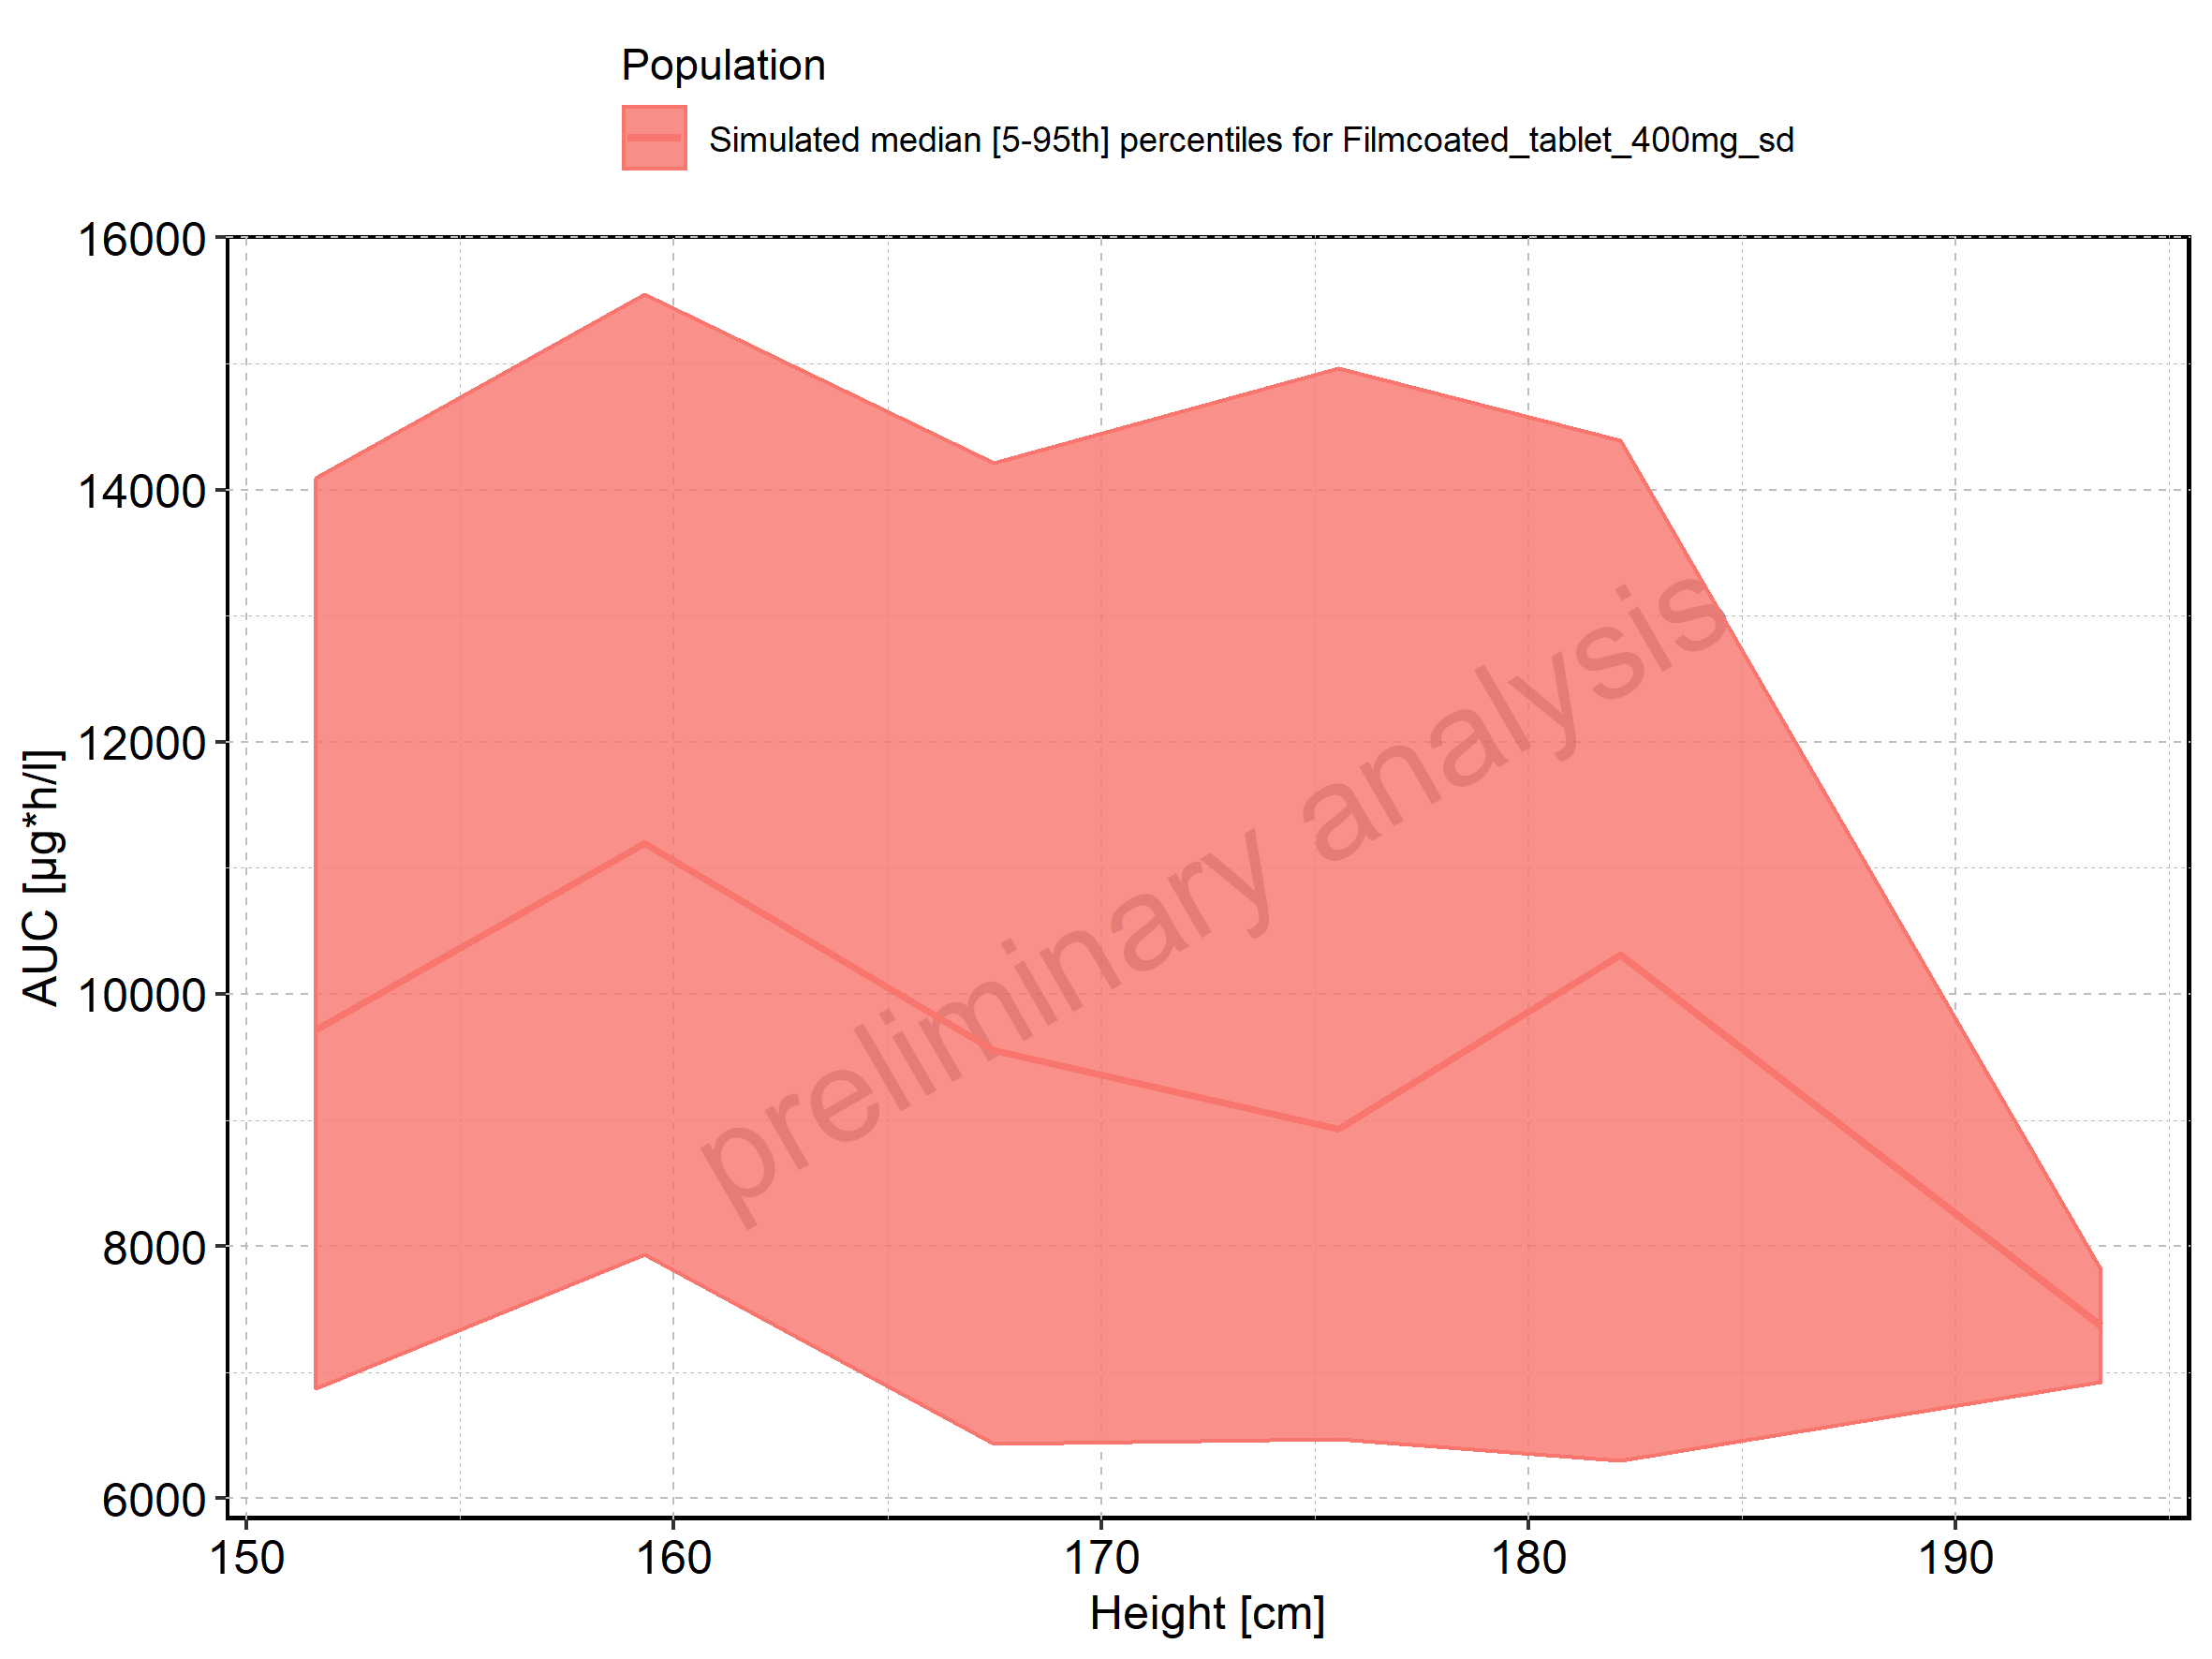 Population
Simulated median [5-95th] percentiles for Filmcoated_tablet_400mg_sd
16000
14000
12000
10000
8000
6000
AUC [µg*h/l]
preliminary analysis
150 160 170 180 190
Height [cm]